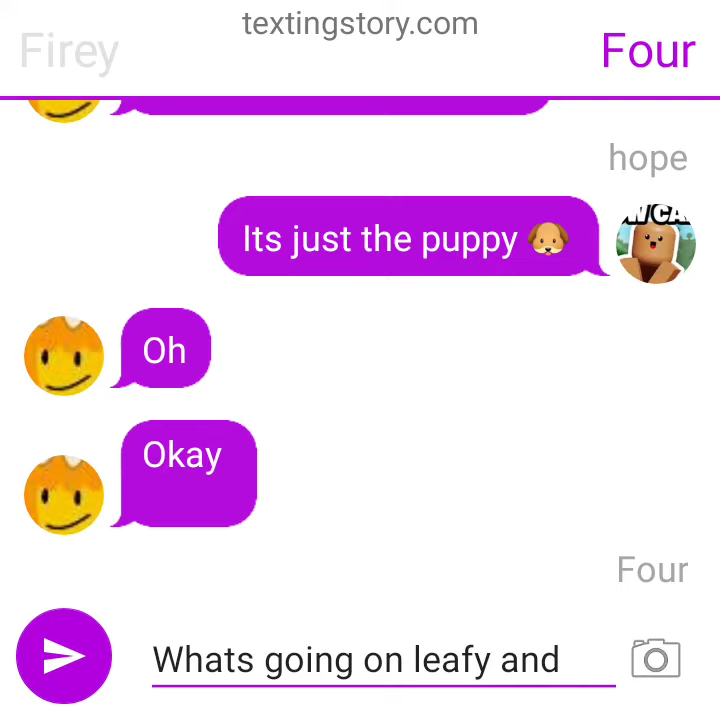 textingstory.com
Firey
Four
hope
Its just the puppy 🐶
Oh
Okay
Four
Whats going on leafy and